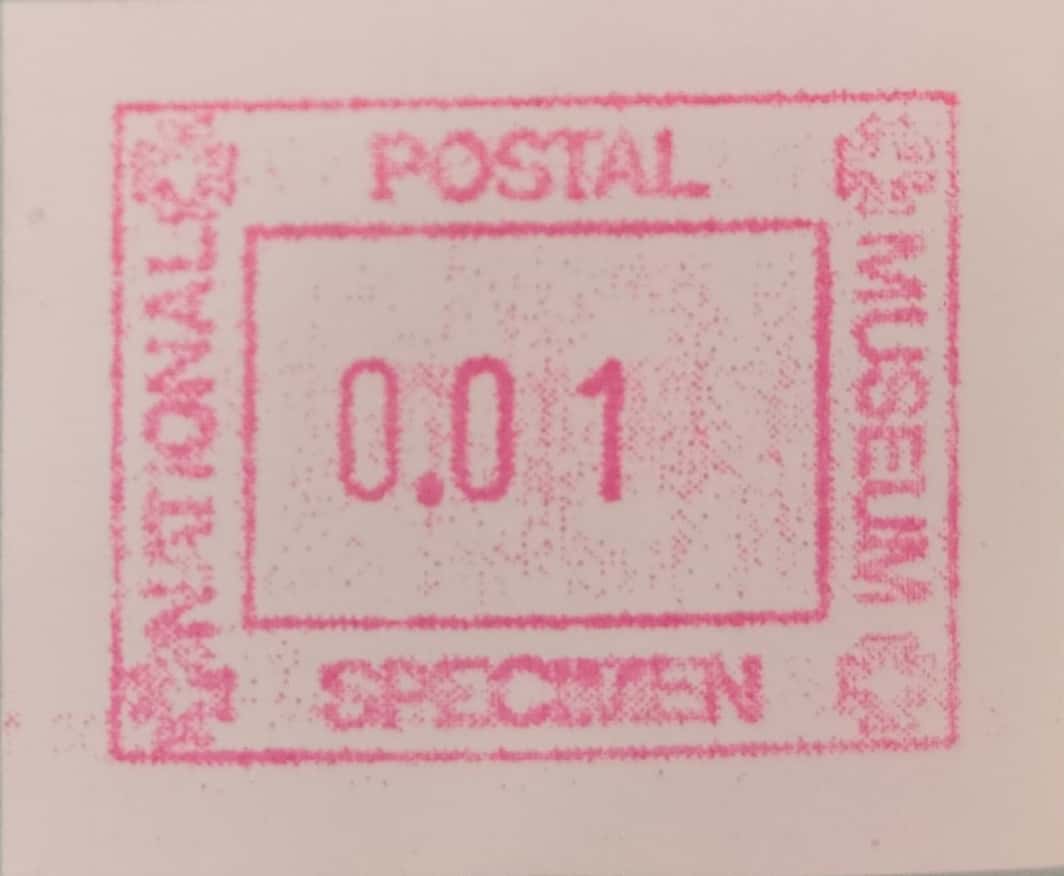 POSTAL
NATIONAL
0.01
MUSEUM
SPECIMEN